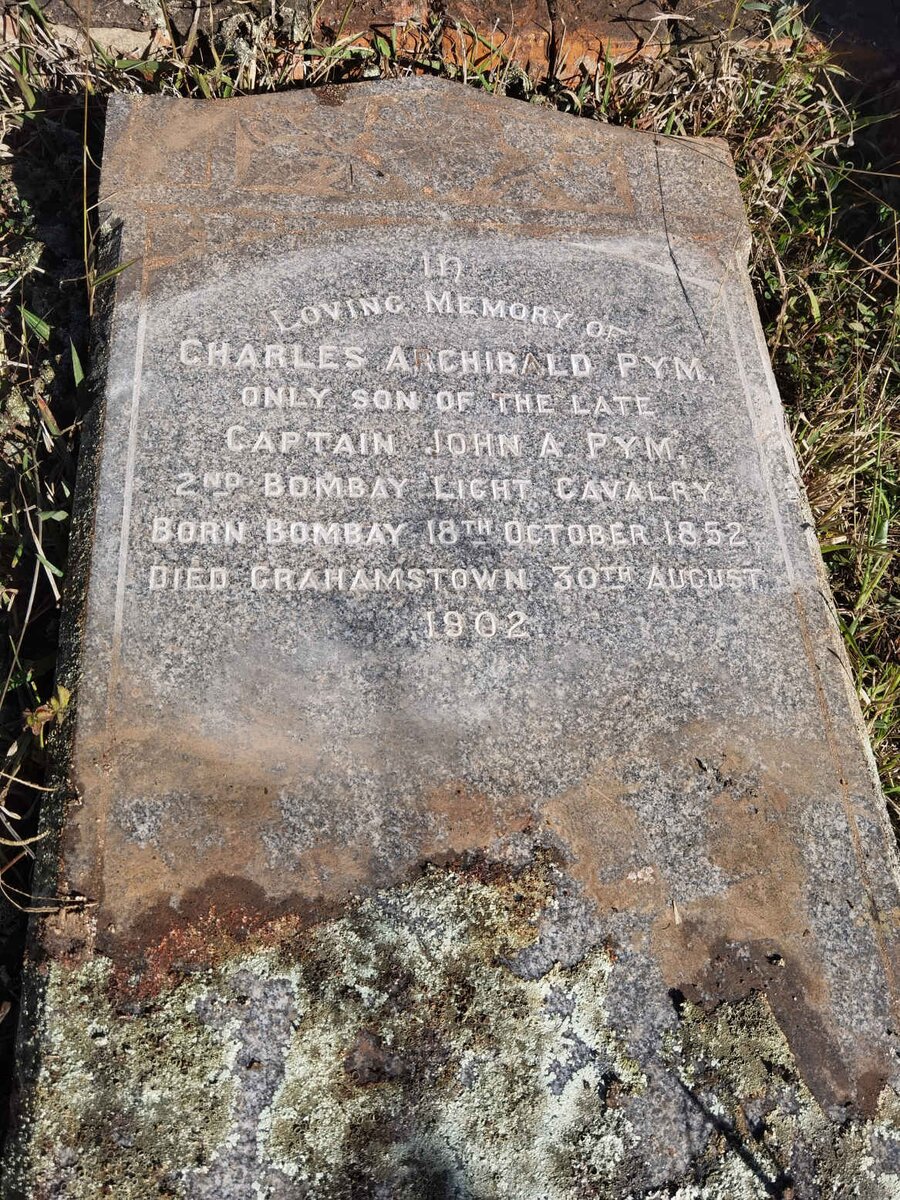 In
LOVING MEMORY OF
CHARLES ARCHIBALD PYM,
ONLY SON OF THE LATE
CAPTAIN JOHN A PYM,
2ND BOMBAY LIGHT CAVALRY
BORN BOMBAY 18TH OCTOBER 1852,
DIED GRAHAMSTOWN 30TH AUGUST
1902